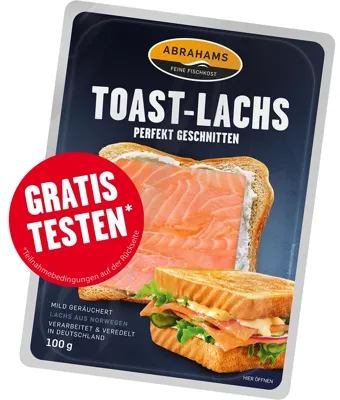 ABRAHAMS
FEINE FISCHKOST
TOAST-LACHS
PERFEKT GESCHNITTEN
GRATIS
TESTEN*
*Teilnahmebedingungen auf der Rückseite
MILD GERÄUCHERT
LACHS AUS NORWEGEN
VERARBEITET & VEREDELT
IN DEUTSCHLAND
100 g
HIER ÖFFNEN